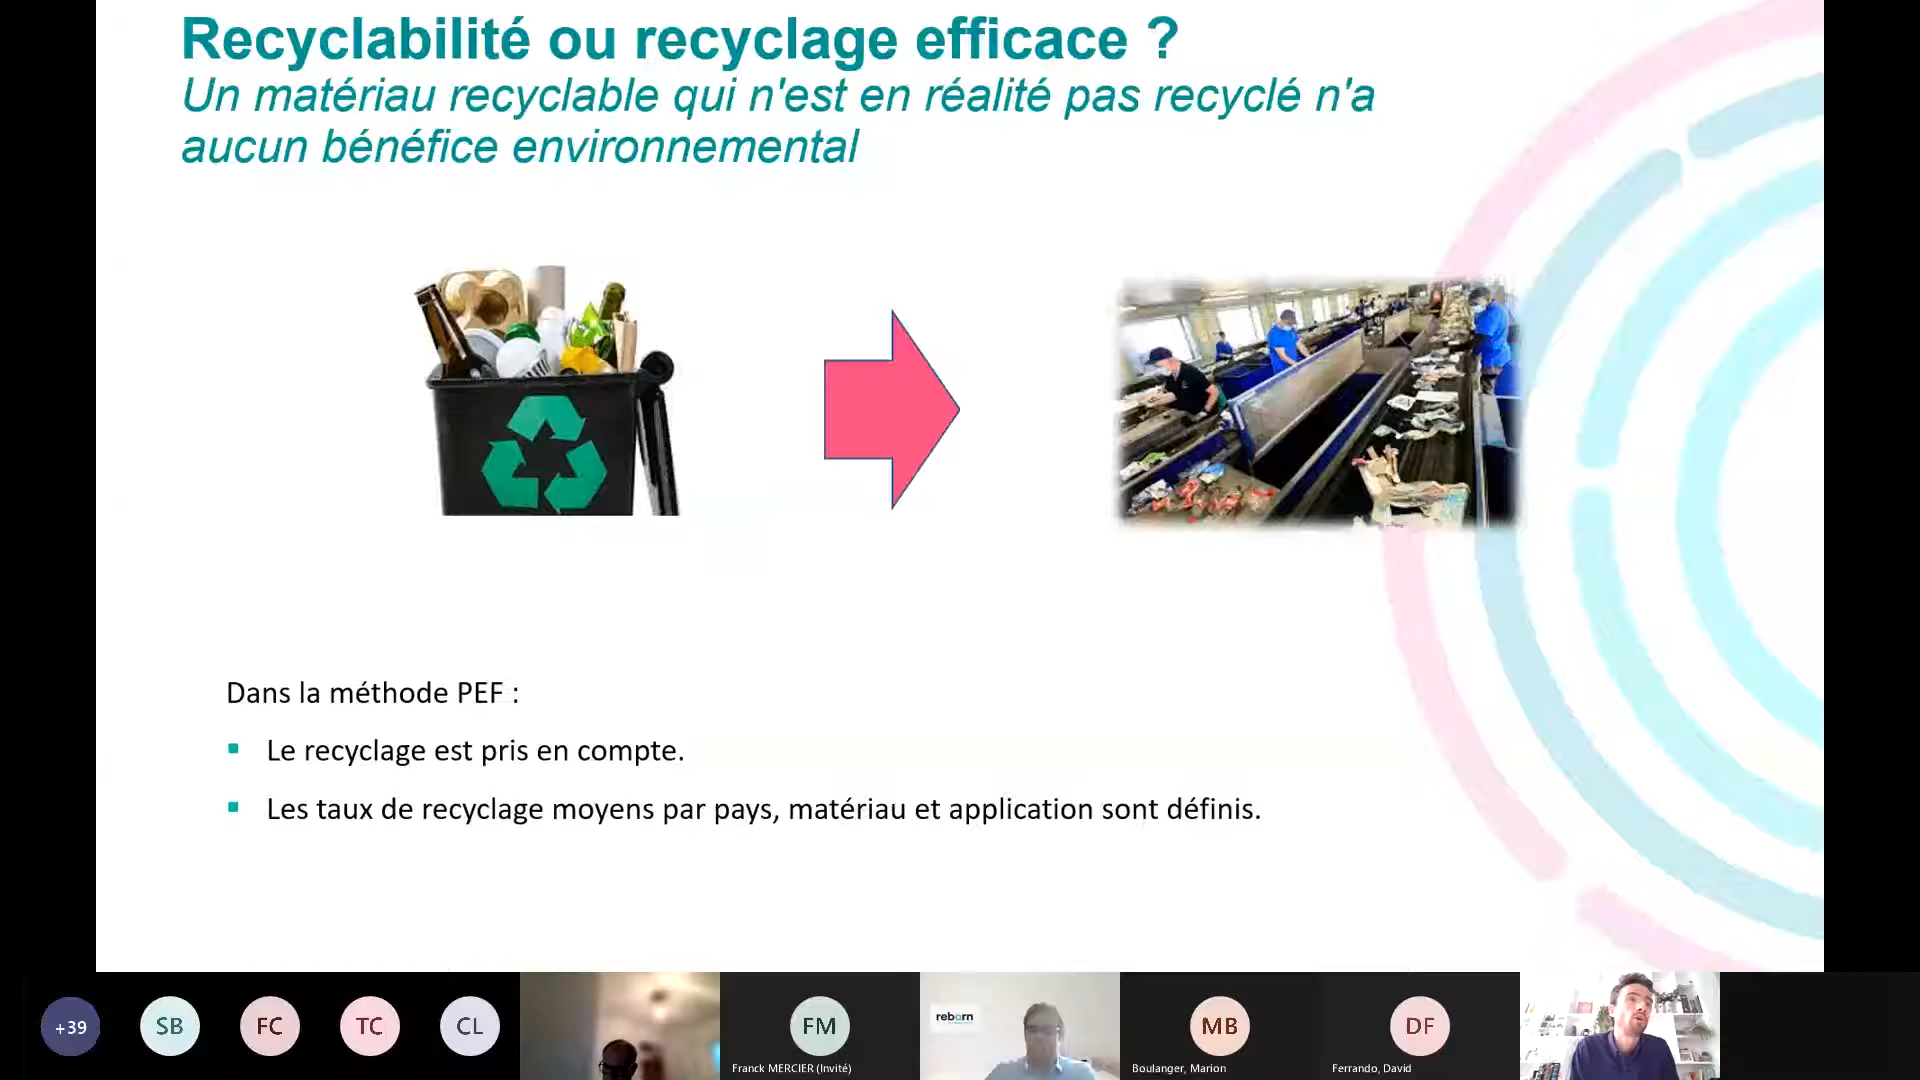 Recyclabilité ou recyclage efficace ?
Un matériau recyclable qui n'est en réalité pas recyclé n'a
aucun bénéfice environnemental
Dans la méthode PEF :
Le recyclage est pris en compte.
Les taux de recyclage moyens par pays, matériau et application sont définis.
+39
SB
FC
TC
CL
FM
Franck MERCIER (Invité)
reborn
MB
Boulanger, Marion
DF
Ferrando, David